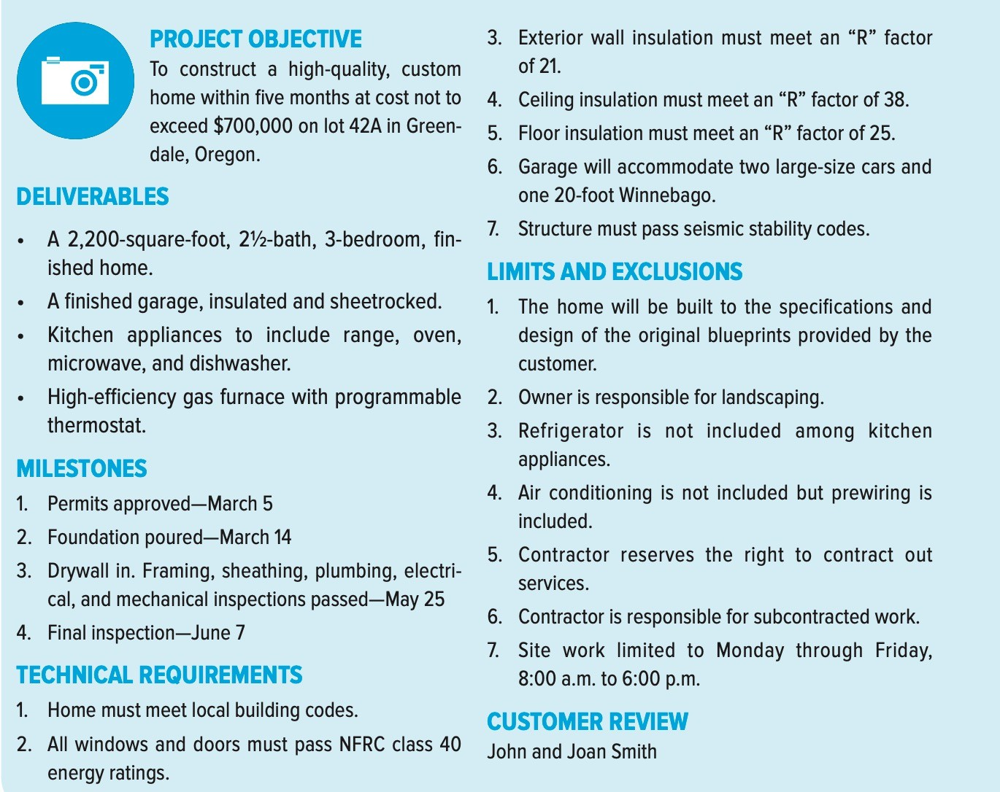 PROJECT OBJECTIVE
To construct a high-quality, custom
home within five months at cost not to
exceed $700,000 on lot 42A in Green-
dale, Oregon.
DELIVERABLES
• A 2,200-square-foot, 2½-bath, 3-bedroom, fin-
ished home.
• A finished garage, insulated and sheetrocked.
• Kitchen appliances to include range, oven,
microwave, and dishwasher.
• High-efficiency gas furnace with programmable
thermostat.
MILESTONES
1. Permits approved—March 5
2. Foundation poured—March 14
3. Drywall in. Framing, sheathing, plumbing, electri-
cal, and mechanical inspections passed—May 25
4. Final inspection—June 7
TECHNICAL REQUIREMENTS
1. Home must meet local building codes.
2. All windows and doors must pass NFRC class 40
energy ratings.
3. Exterior wall insulation must meet an “R” factor
of 21.
4. Ceiling insulation must meet an “R” factor of 38.
5. Floor insulation must meet an “R” factor of 25.
6. Garage will accommodate two large-size cars and
one 20-foot Winnebago.
7. Structure must pass seismic stability codes.
LIMITS AND EXCLUSIONS
1. The home will be built to the specifications and
design of the original blueprints provided by the
customer.
2. Owner is responsible for landscaping.
3. Refrigerator is not included among kitchen
appliances.
4. Air conditioning is not included but prewiring is
included.
5. Contractor reserves the right to contract out
services.
6. Contractor is responsible for subcontracted work.
7. Site work limited to Monday through Friday,
8:00 a.m. to 6:00 p.m.
CUSTOMER REVIEW
John and Joan Smith